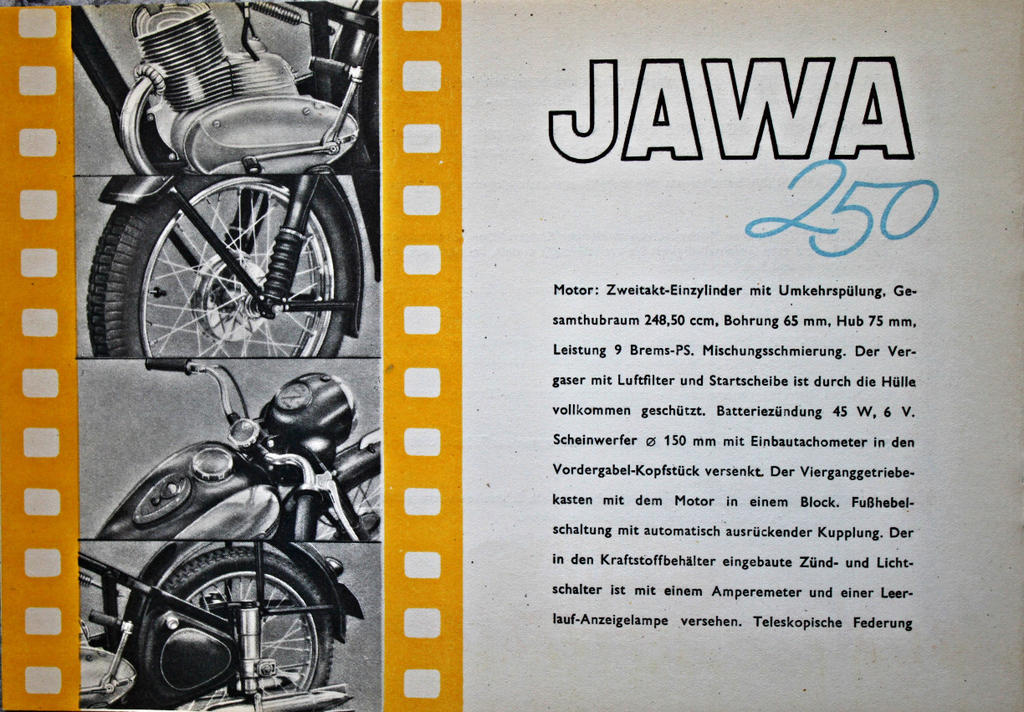 JAWA
250
Motor: Zweitakt-Einzylinder mit Umkehrspülung, Ge-
samthubraum 248,50 ccm, Bohrung 65 mm, Hub 75 mm,
Leistung 9 Brems-PS. Mischungsschmierung. Der Ver-
gaser mit Luftfilter und Startscheibe ist durch die Hülle
vollkommen geschützt. Batteriezündung 45 W, 6 V.
Scheinwerfer ⌀ 150 mm mit Einbautachometer in den
Vordergabel-Kopfstück versenkt. Der Vierganggetriebe-
kasten mit dem Motor in einem Block. Fußhebel-
schaltung mit automatisch ausrückender Kupplung. Der
in den Kraftstoffbehälter eingebaute Zünd- und Licht-
schalter ist mit einem Amperemeter und einer Leer-
lauf-Anzeigelampe versehen. Teleskopische Federung